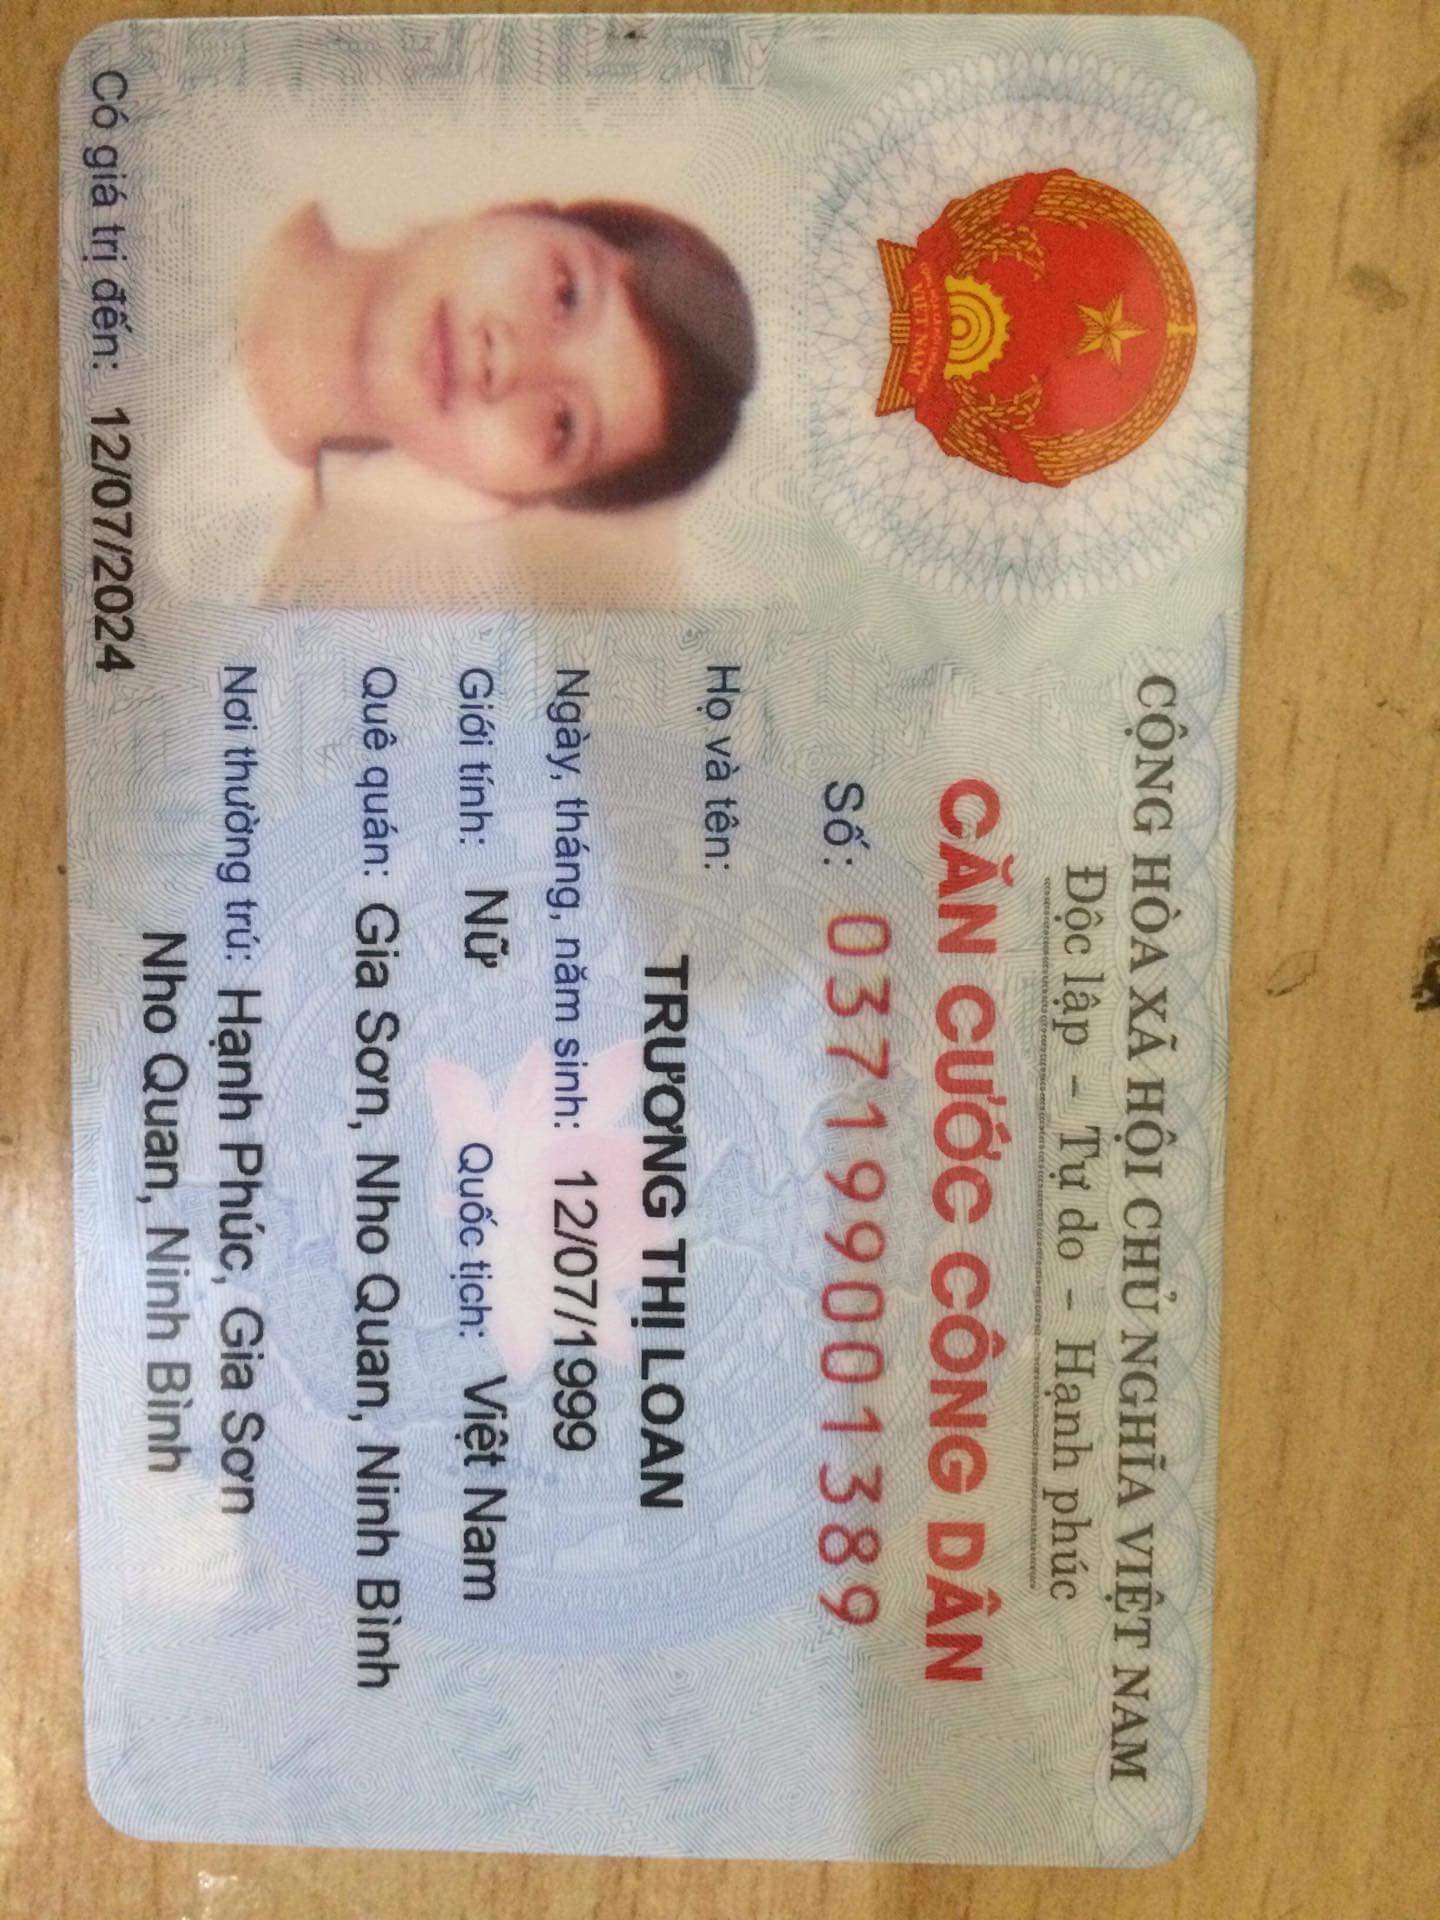 CỘNG HÒA XÃ HỘI CHỦ NGHĨA VIỆT NAM
Độc lập – Tự do – Hạnh phúc
CĂN CƯỚC CÔNG DÂN
Số: 037199001389
Họ và tên:
TRƯƠNG THỊ LOAN
Ngày, tháng, năm sinh: 12/07/1999
Giới tính: Nữ Quốc tịch: Việt Nam
Quê quán: Gia Sơn, Nho Quan, Ninh Bình
Nơi thường trú: Hạnh Phúc, Gia Sơn
Nho Quan, Ninh Bình
Có giá trị đến: 12/07/2024
VIỆT NAM